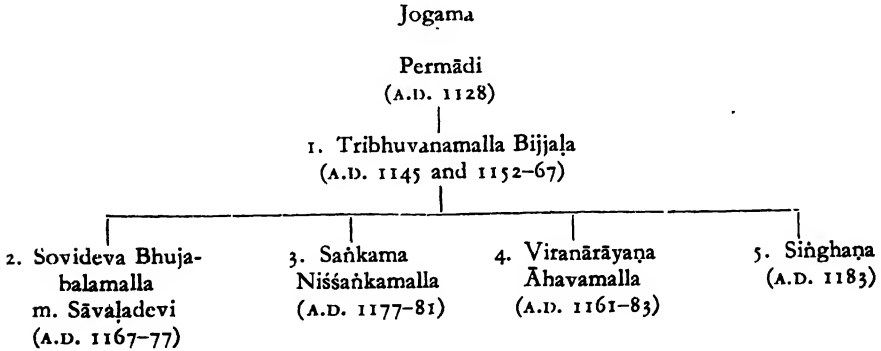 Jogama
Permādi
(A.D. 1128)
1. Tribhuvanamalla Bijjaḷa
(A.D. 1145 and 1152–67)
2. Sovideva Bhuja-
balamalla
m. Sāvaḷadevi
(A.D. 1167–77)
3. Saṅkama
Niśśaṅkamalla
(A.D. 1177–81)
4. Viranārāyaṇa
Āhavamalla
(A.D. 1161–83)
5. Siṅghaṇa
(A.D. 1183)